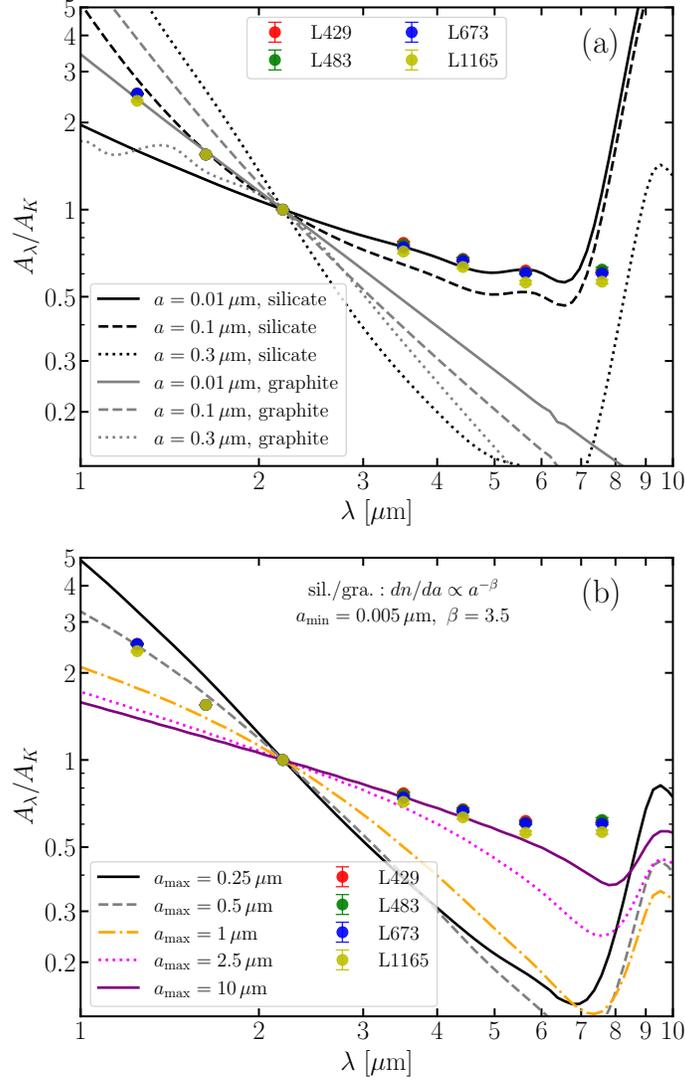 5
4
3
2
1
0.5
0.3
0.2
A_λ/A_K
L429
L483
L673
L1165
(a)
a = 0.01 μm, silicate
a = 0.1 μm, silicate
a = 0.3 μm, silicate
a = 0.01 μm, graphite
a = 0.1 μm, graphite
a = 0.3 μm, graphite
1 2 3 4 5 6 7 8 9 10
λ [μm]
5
4
3
2
1
0.5
0.3
0.2
A_λ/A_K
sil./gra. : dn/da ∝ a^{−β}
a_min = 0.005 μm, β = 3.5
(b)
a_max = 0.25 μm
a_max = 0.5 μm
a_max = 1 μm
a_max = 2.5 μm
a_max = 10 μm
L429
L483
L673
L1165
1 2 3 4 5 6 7 8 9 10
λ [μm]